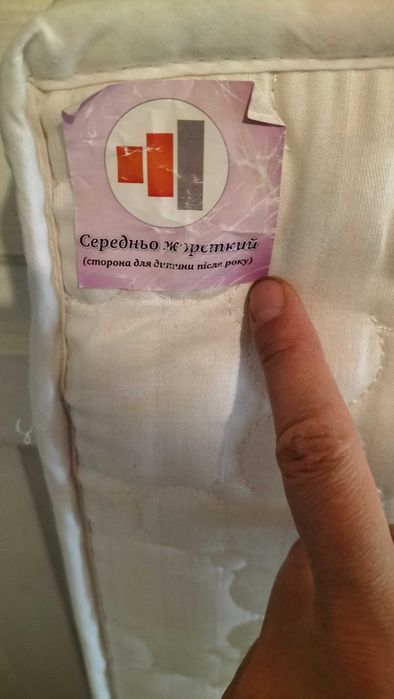 Середньо жорсткий
(сторона для дитини після року)